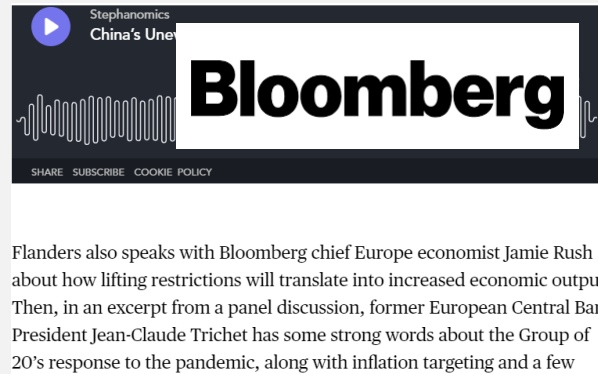 Stephanomics
China's
Bloomberg
SHARE SUBSCRIBE COOKIE POLICY
Flanders also speaks with Bloomberg chief Europe economist Jamie Rush
about how lifting restrictions will translate into increased economic
Then, in an excerpt from a panel discussion, former European Central
President Jean-Claude Trichet has some strong words about the Group of
20's response to the pandemic, along with inflation targeting and a few